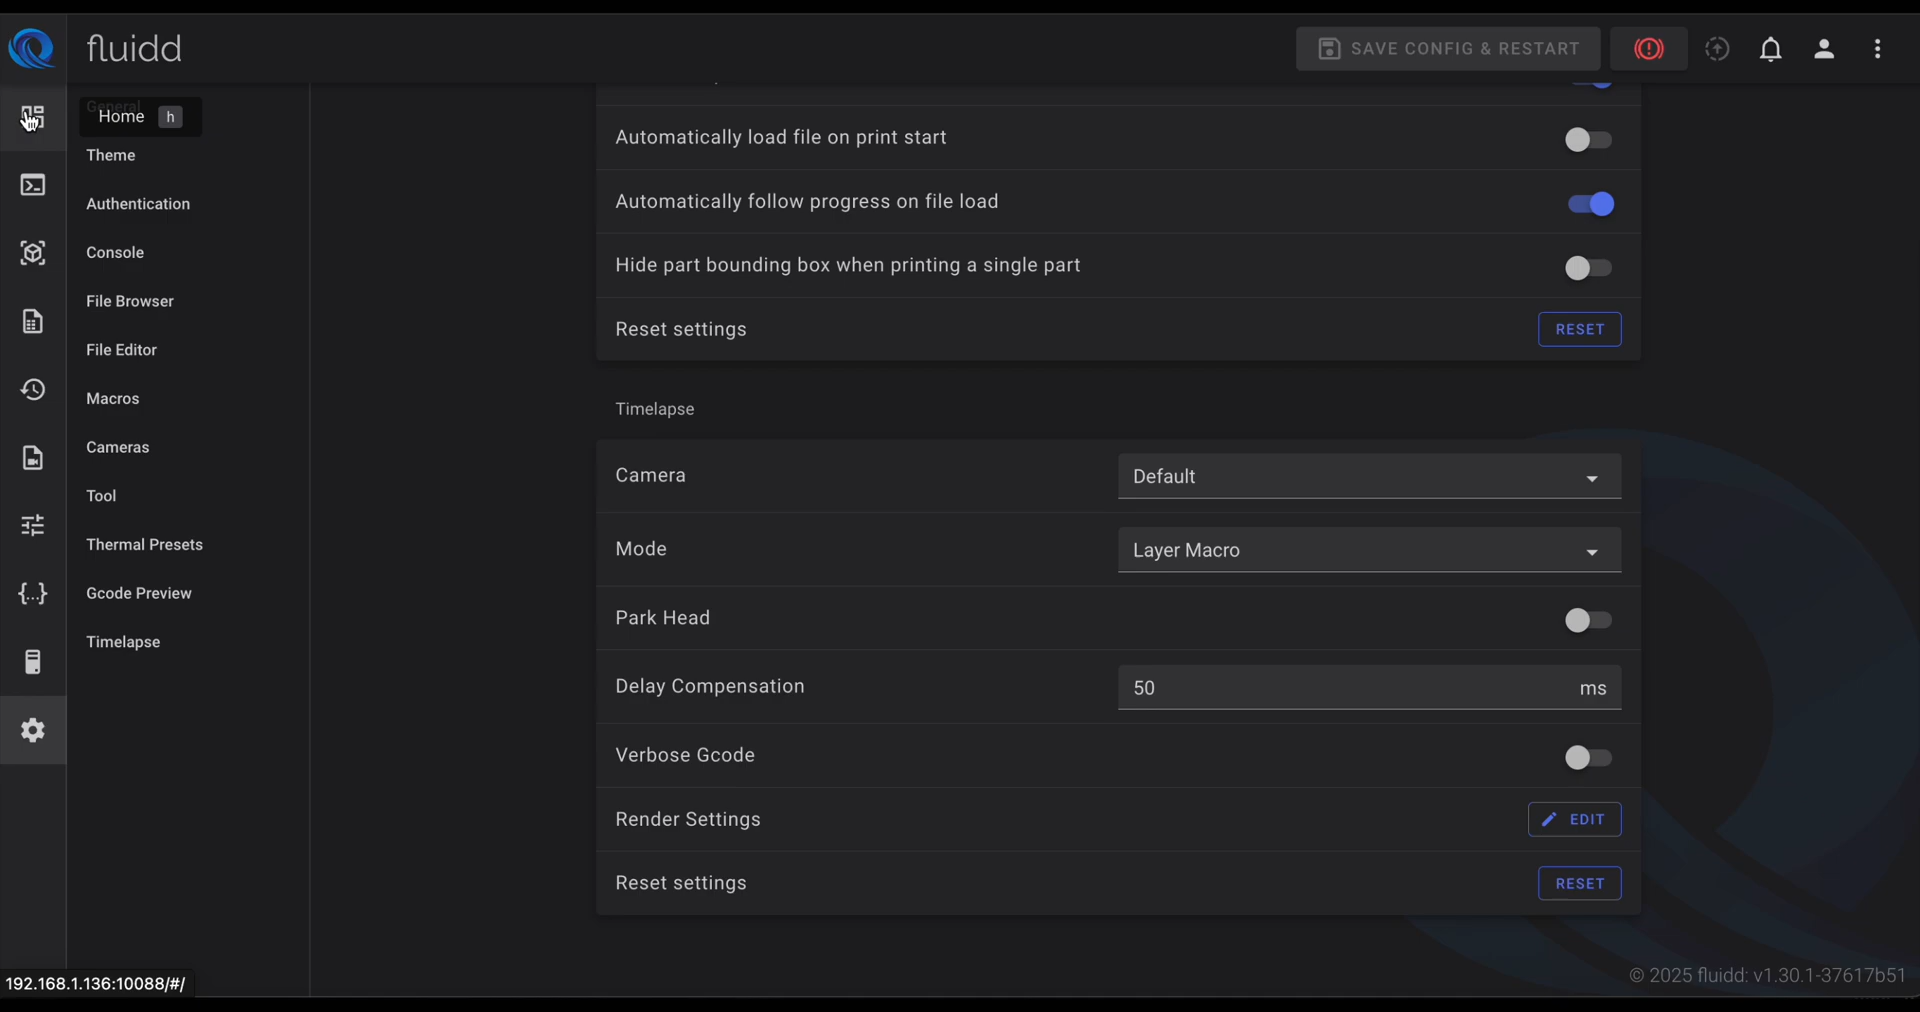 fluidd
SAVE CONFIG & RESTART
General
Home h
Theme
Authentication
Console
File Browser
File Editor
Macros
Cameras
Tool
Thermal Presets
Gcode Preview
Timelapse
Automatically load file on print start
Automatically follow progress on file load
Hide part bounding box when printing a single part
Reset settings RESET
Timelapse
Camera Default
Mode Layer Macro
Park Head
Delay Compensation 50 ms
Verbose Gcode
Render Settings EDIT
Reset settings RESET
192.168.1.136:10088/#/
© 2025 fluidd: v1.30.1-37617b51